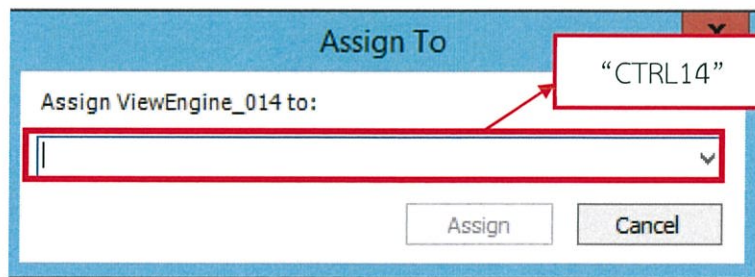 Assign To
X
“CTRL14”
Assign ViewEngine_014 to:
Assign
Cancel